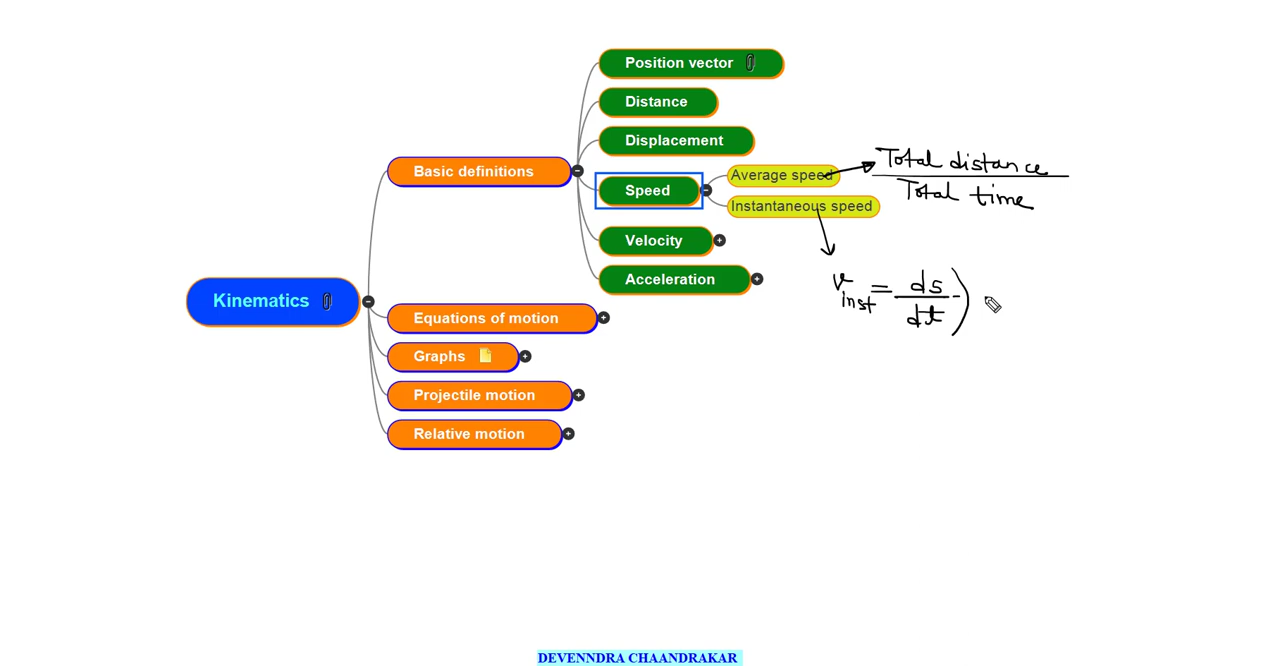 Position vector
Distance
Displacement
Basic definitions
Speed
Average speed
Total distance
Total time
Instantaneous speed
Velocity
Acceleration
v inst = ds/dt )
Kinematics
Equations of motion
Graphs
Projectile motion
Relative motion
DEVENNDRA CHAANDRAKAR